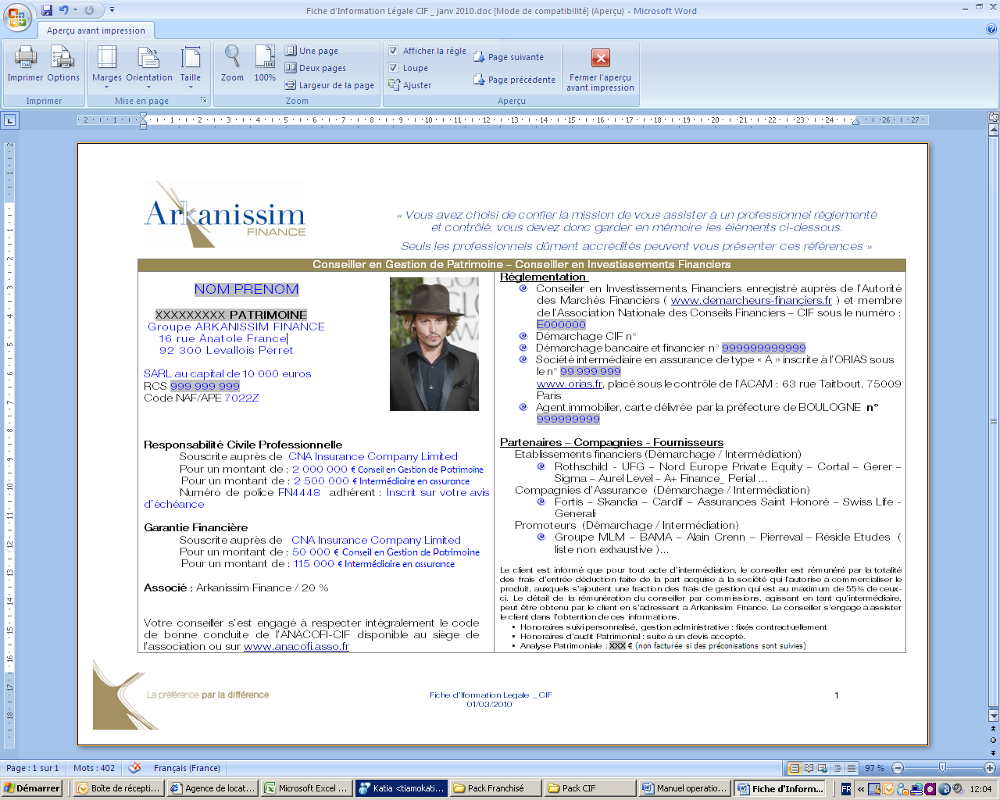 Fiche d'Information Légale CIF _ janv 2010.doc [Mode de compatibilité] (Aperçu) - Microsoft Word
Aperçu avant impression
Imprimer
Options
Imprimer
Marges
Orientation
Taille
Mise en page
Zoom
100%
Une page
Deux pages
Largeur de la page
Zoom
Afficher la règle
Loupe
Ajuster
Page suivante
Page précédente
Fermer l'aperçu
avant impression
Aperçu
Arkanissim
FINANCE
« Vous avez choisi de confier la mission de vous assister à un professionnel réglementé
et contrôlé, vous devez donc garder en mémoire les éléments ci-dessous.
Seuls les professionnels dûment accrédités peuvent vous présenter ces références »
Conseiller en Gestion de Patrimoine – Conseiller en Investissements Financiers
NOM PRENOM
XXXXXXXXX PATRIMOINE
Groupe ARKANISSIM FINANCE
16 rue Anatole France
92 300 Levallois Perret
SARL au capital de 10 000 euros
RCS 999 999 999
Code NAF/APE 7022Z
Responsabilité Civile Professionnelle
Souscrite auprès de CNA Insurance Company Limited
Pour un montant de : 2 000 000 € Conseil en Gestion de Patrimoine
Pour un montant de : 2 500 000 € Intermédiaire en assurance
Numéro de police FN4448 adhérent : Inscrit sur votre avis
d'échéance
Garantie Financière
Souscrite auprès de CNA Insurance Company Limited
Pour un montant de : 50 000 € Conseil en Gestion de Patrimoine
Pour un montant de : 115 000 € Intermédiaire en assurance
Associé : Arkanissim Finance / 20 %
Votre conseiller s'est engagé à respecter intégralement le code
de bonne conduite de l'ANACOFI-CIF disponible au siège de
l'association ou sur www.anacofi.asso.fr
Réglementation
Conseiller en Investissements Financiers enregistré auprès de l'Autorité
des Marchés Financiers ( www.demarcheurs-financiers.fr ) et membre
de l'Association Nationale des Conseils Financiers – CIF sous le numéro :
E000000
Démarchage CIF n°
Démarchage bancaire et financier n° 999999999999
Société intermédiaire en assurance de type « A » inscrite à l'ORIAS sous
le n° 99 999 999
www.orias.fr, placé sous le contrôle de l'ACAM : 63 rue Taitbout, 75009
Paris
Agent immobilier, carte délivrée par la préfecture de BOULOGNE n°
999999999
Partenaires – Compagnies - Fournisseurs
Etablissements financiers (Démarchage / Intermédiation)
Rothschild - UFG – Nord Europe Private Equity – Cortal – Gerer –
Sigma – Aurel Level – A+ Finance_ Perial ...
Compagnies d'Assurance (Démarchage / Intermédiation)
Fortis – Skandia – Cardif – Assurances Saint Honoré – Swiss Life -
Generali
Promoteurs (Démarchage / Intermédiation)
Groupe MLM – BAMA – Alain Crenn – Pierreval – Réside Etudes (
liste non exhaustive )...
Le client est informé que pour tout acte d'intermédiation, le conseiller est rémunéré par la totalité
des frais d'entrée déduction faite de la part acquise à la société qui l'autorise à commercialiser le
produit, auxquels s'ajoutent une fraction des frais de gestion qui est au maximum de 55% de ceux-
ci. Le détail de la rémunération du conseiller par commissions, agissant en tant qu'intermédiaire,
peut être obtenu par le client en s'adressant à Arkanissim Finance. Le conseiller s'engage à assister
le client dans l'obtention de ces informations.
Honoraires suivi personnalisé, gestion administrative : fixés contractuellement
Honoraires d'audit Patrimonial : suite à un devis accepté.
Analyse Patrimoniale : XXX € (non facturée si des préconisations sont suivies)
La préférence par la différence
Fiche d'Iformation Legale _ CIF
01/03/2010
1
Page : 1 sur 1
Mots : 402
Français (France)
97 %
Démarrer
Boîte de récepti...
Agence de locat...
Microsoft Excel ...
Katia <tiamokati...
Pack Franchisé
Pack CIF
Manuel operatio...
Fiche d'Inform...
FR
12:04